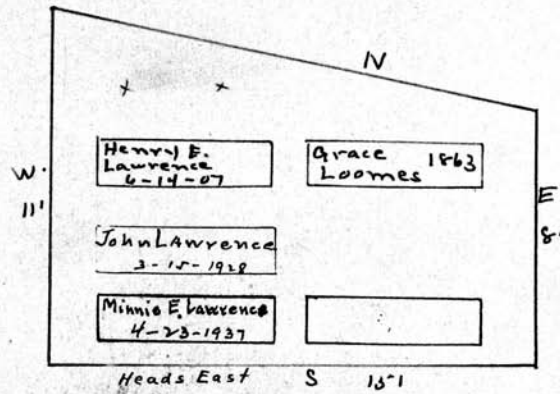 N
x x
Henry E.
Lawrence
6-14-07
Grace 1863
Loomes
W.
11'
E
8
John LAwrence
3-15-1928
Minnie E. Lawrence
4-23-1937
Heads East S 15-1